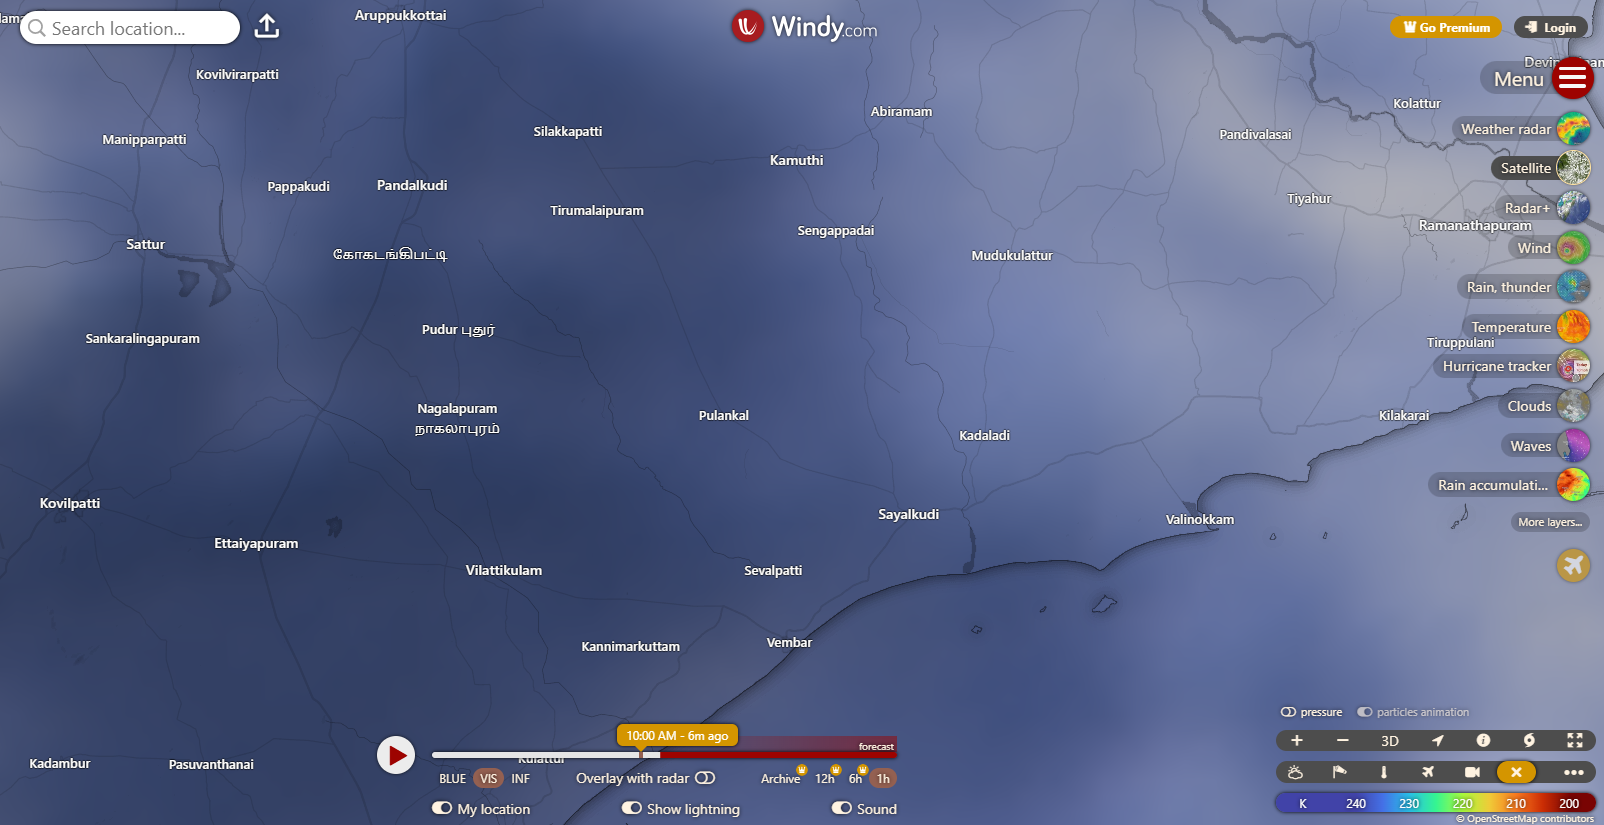 Search location...
Windy.com
Go Premium
Login
Menu
Weather radar
Satellite
Radar+
Wind
Rain, thunder
Temperature
Hurricane tracker
Clouds
Waves
Rain accumulati...
More layers...
Aruppukkottai
Kovilvirarpatti
Abiramam
Kolattur
Silakkapatti
Pandivalasai
Manipparpatti
Kamuthi
Pappakudi
Pandalkudi
Tiyahur
Tirumalaipuram
Ramanathapuram
Sengappadai
Sattur
கோகடங்கிபட்டி
Mudukulattur
Pudur புதுர்
Sankaralingapuram
Tiruppulani
Nagalapuram
நாகலாபுரம்
Pulankal
Kilakarai
Kadaladi
Kovilpatti
Sayalkudi
Valinokkam
Ettaiyapuram
Vilattikulam
Sevalpatti
Vembar
Kannimarkuttam
Kadambur
Pasuvanthanai
10:00 AM - 6m ago
forecast
BLUE VIS INF
Overlay with radar
Archive 12h 6h 1h
My location
Show lightning
Sound
pressure
particles animation
3D
K 240 230 220 210 200
© OpenStreetMap contributors